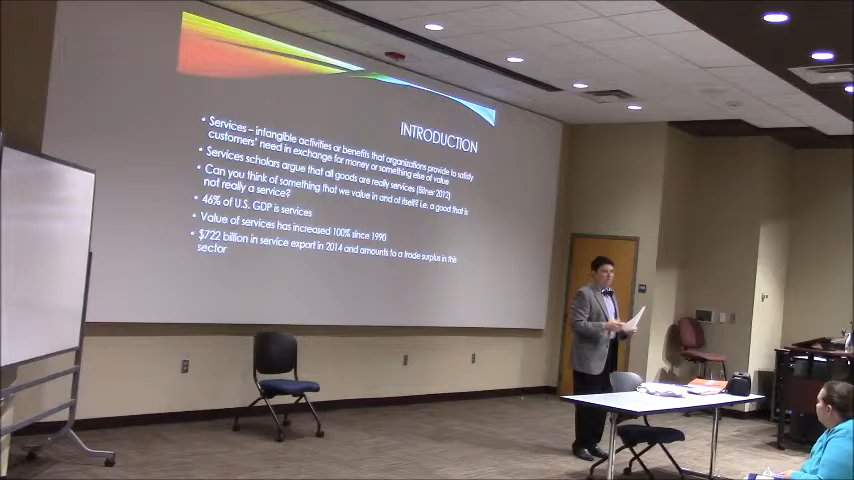 INTRODUCTION
• Services – intangible activities or benefits that organizations provide to satisfy
customers' need in exchange for money or something else of value
• Services scholars argue that all goods are really services (Bitner 2012)
• Can you think of something that we value in and of itself? i.e. a good that is
not really a service?
• 46% of U.S. GDP is services
• Value of services has increased 100% since 1990
• $722 billion in service export in 2014 and amounts to a trade surplus in the
sector